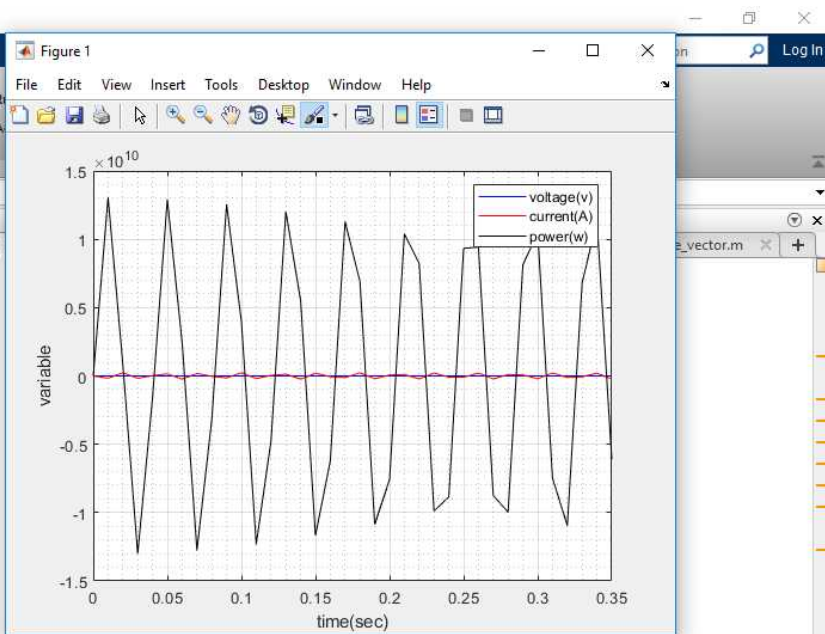 Figure 1
Log In
File Edit View Insert Tools Desktop Window Help
× 10^10
1.5
1
0.5
0
-0.5
-1
-1.5
variable
voltage(v)
current(A)
power(w)
e_vector.m
0 0.05 0.1 0.15 0.2 0.25 0.3 0.35
time(sec)